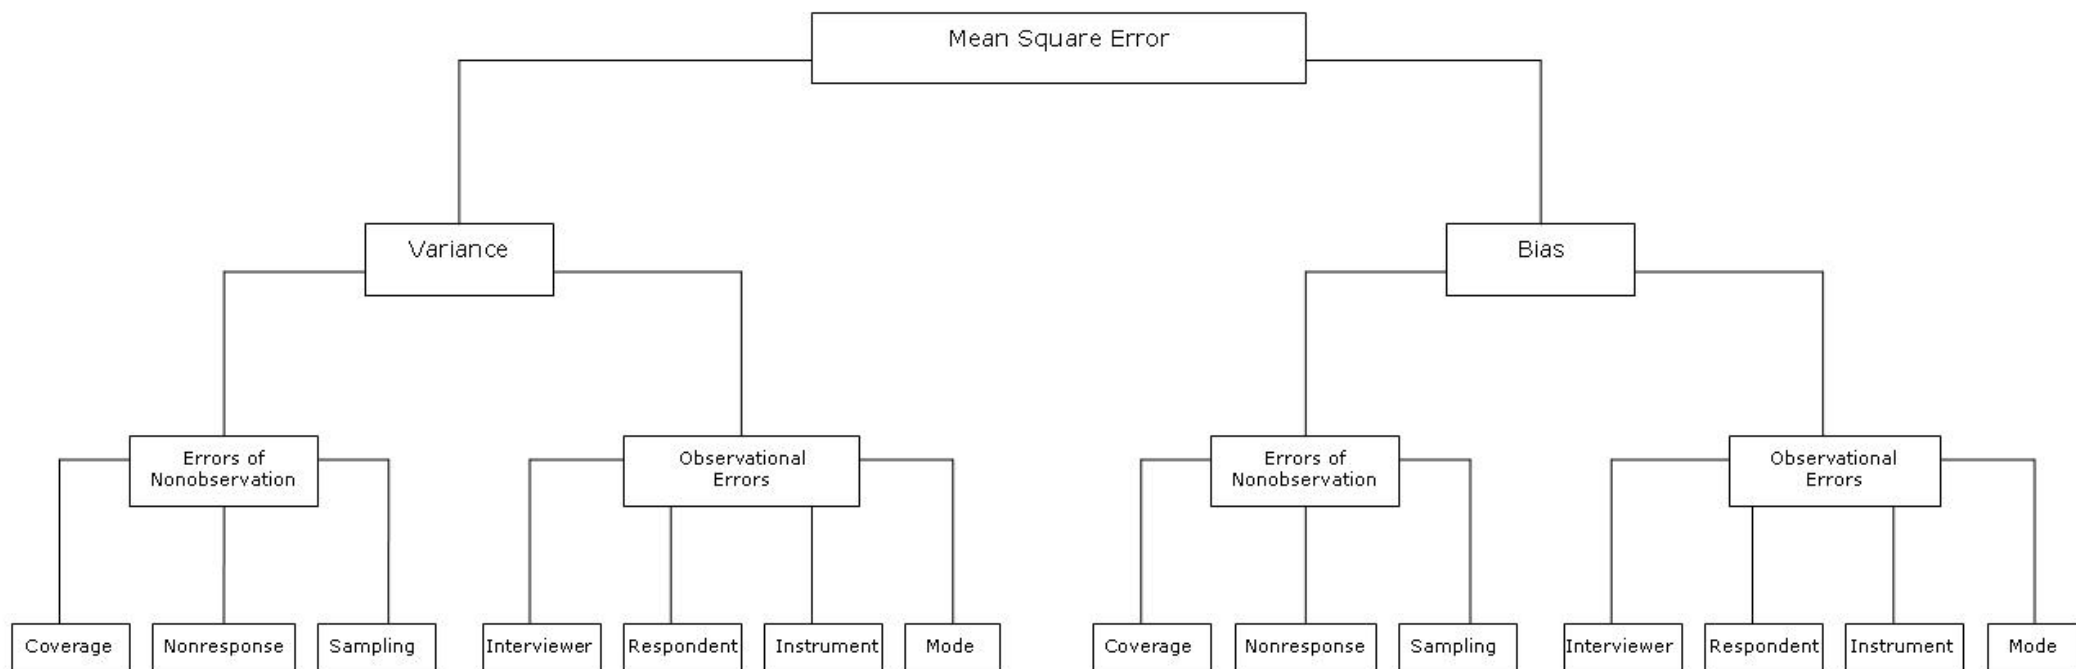 Mean Square Error
Variance
Bias
Errors of
Nonobservation
Observational
Errors
Errors of
Nonobservation
Observational
Errors
Coverage
Nonresponse
Sampling
Interviewer
Respondent
Instrument
Mode
Coverage
Nonresponse
Sampling
Interviewer
Respondent
Instrument
Mode